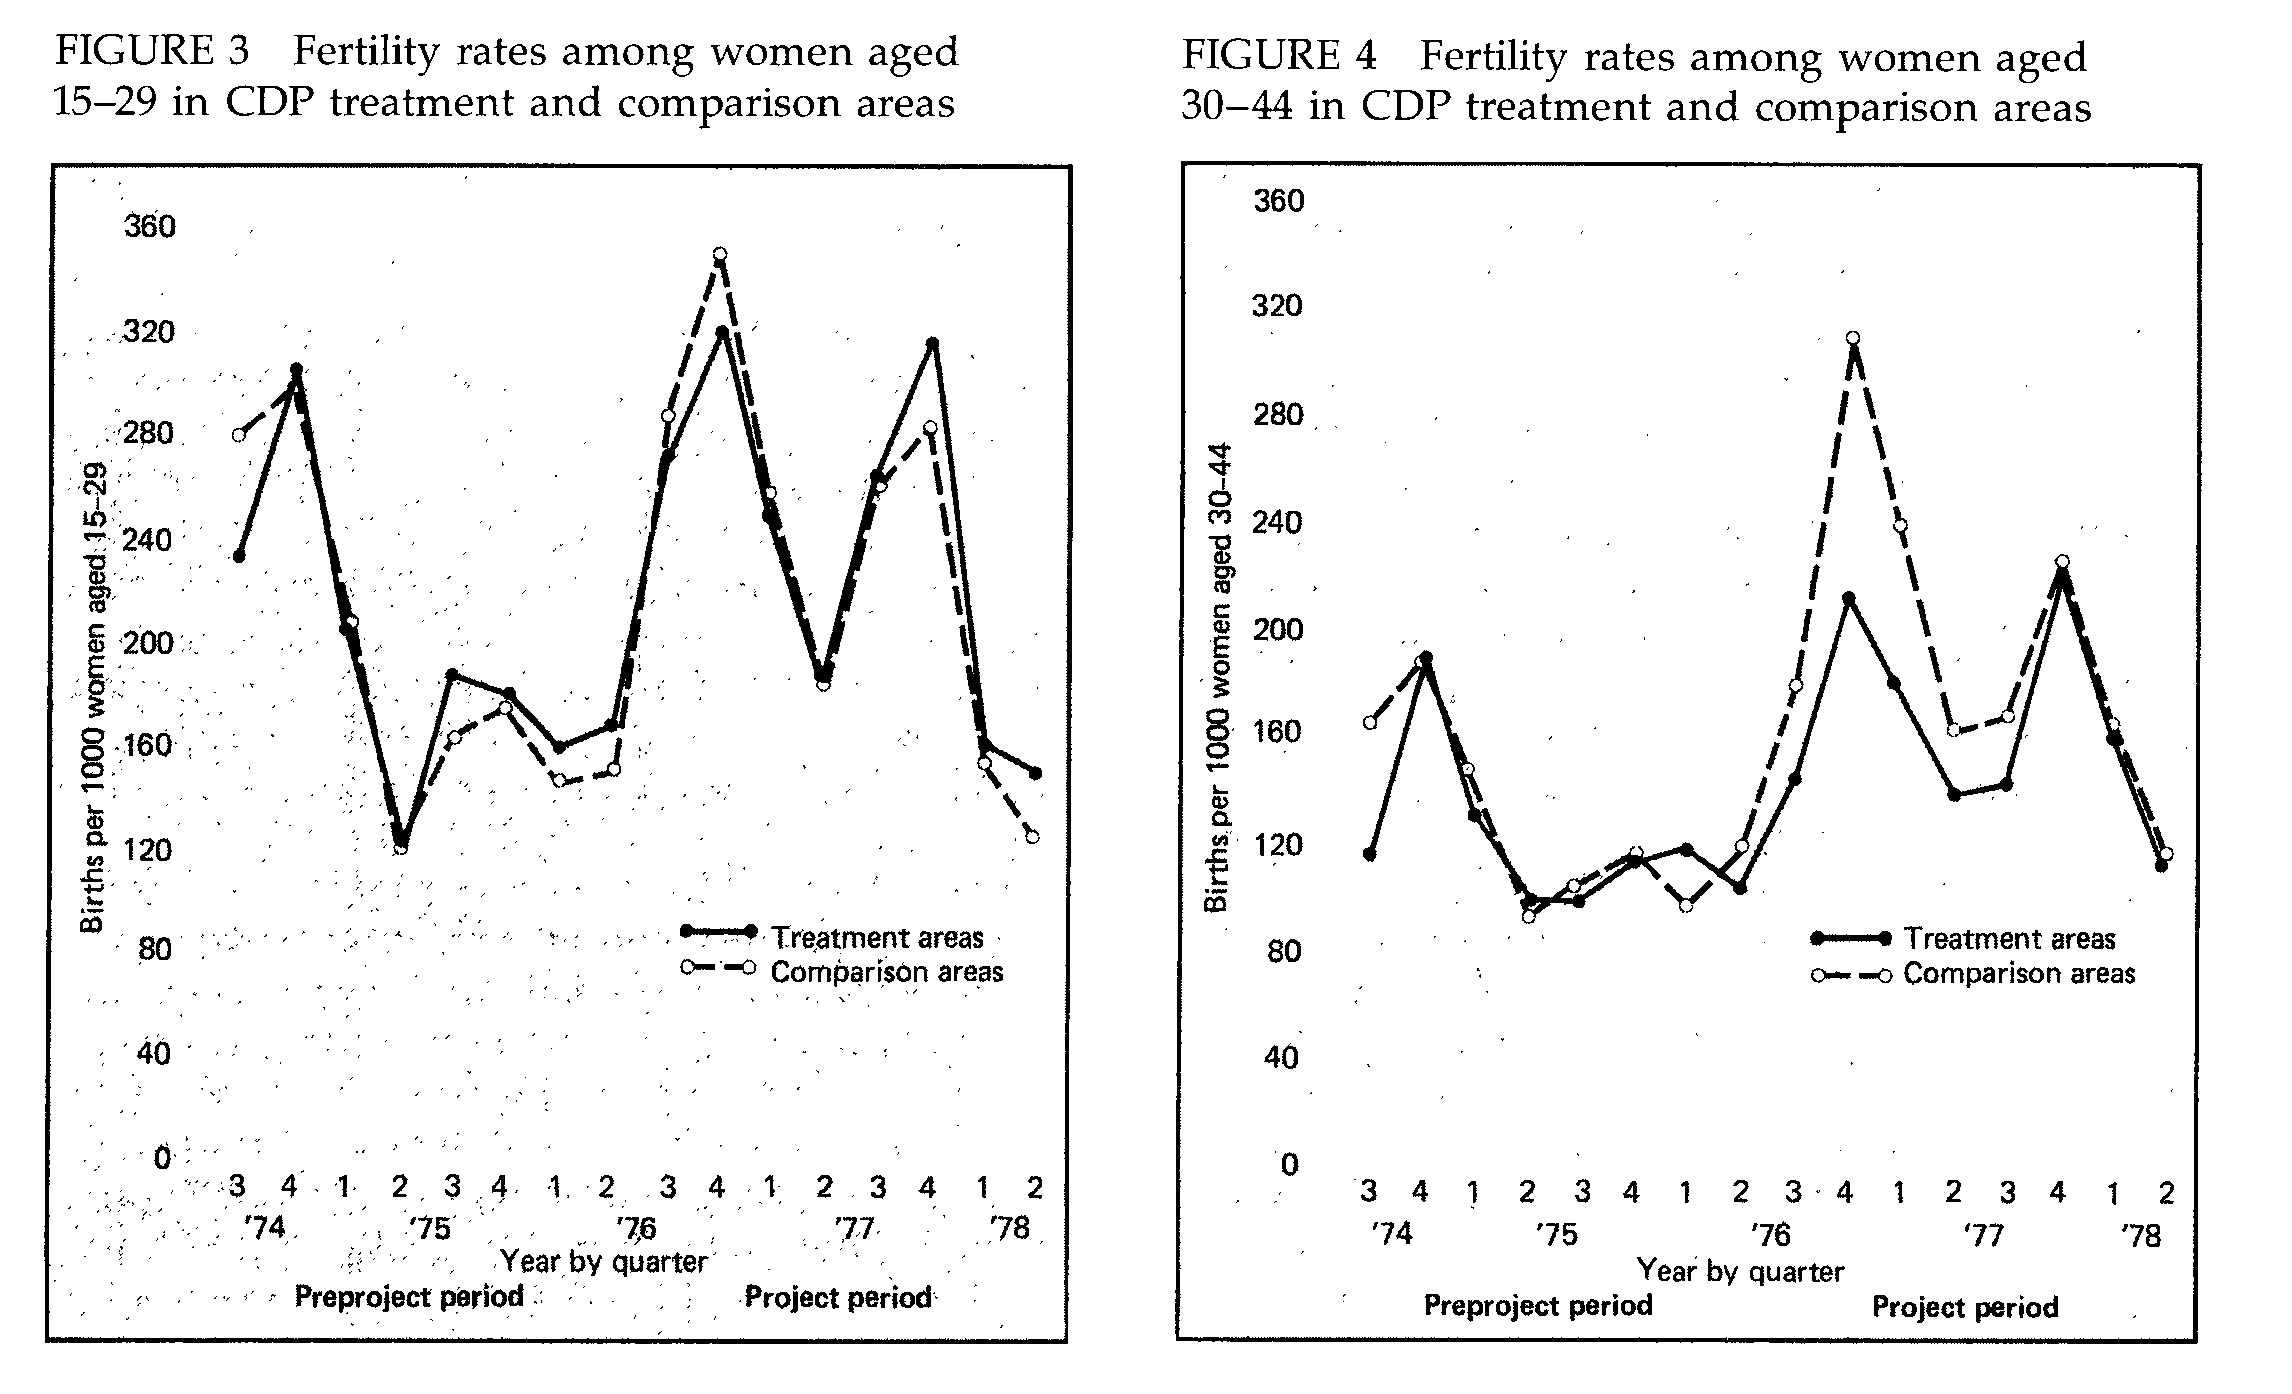 FIGURE 3 Fertility rates among women aged
15–29 in CDP treatment and comparison areas
360
320
280
240
200
160
120
80
40
0
Births per 1000 women aged 15–29
Treatment areas
Comparison areas
3 4 1 2 3 4 1 2 3 4 1 2 3 4 1 2
'74 '75 '76 '77 '78
Year by quarter
Preproject period Project period
FIGURE 4 Fertility rates among women aged
30–44 in CDP treatment and comparison areas
360
320
280
240
200
160
120
80
40
0
Births per 1000 women aged 30–44
Treatment areas
Comparison areas
3 4 1 2 3 4 1 2 3 4 1 2 3 4 1 2
'74 '75 '76 '77 '78
Year by quarter
Preproject period Project period